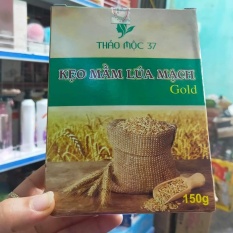 THẢO MỘC 37
KẸO MẦM LÚA MẠCH
Gold
150g